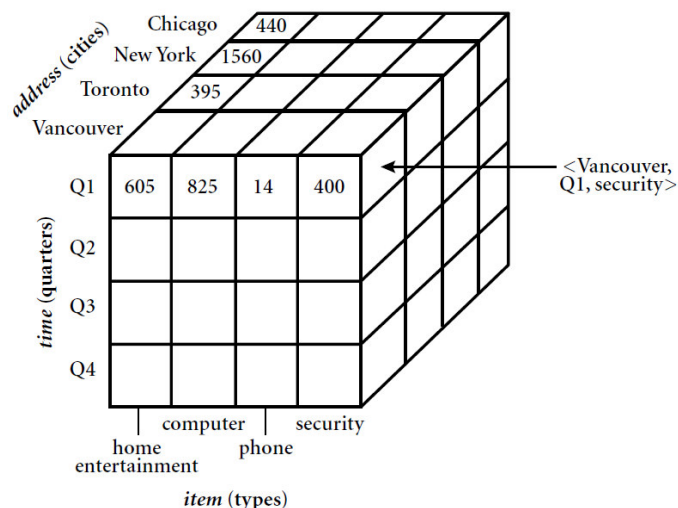 address (cities)
Chicago 440
New York 1560
Toronto 395
Vancouver
time (quarters)
Q1 605 825 14 400
<Vancouver,
Q1, security>
Q2
Q3
Q4
computer security
home phone
entertainment
item (types)